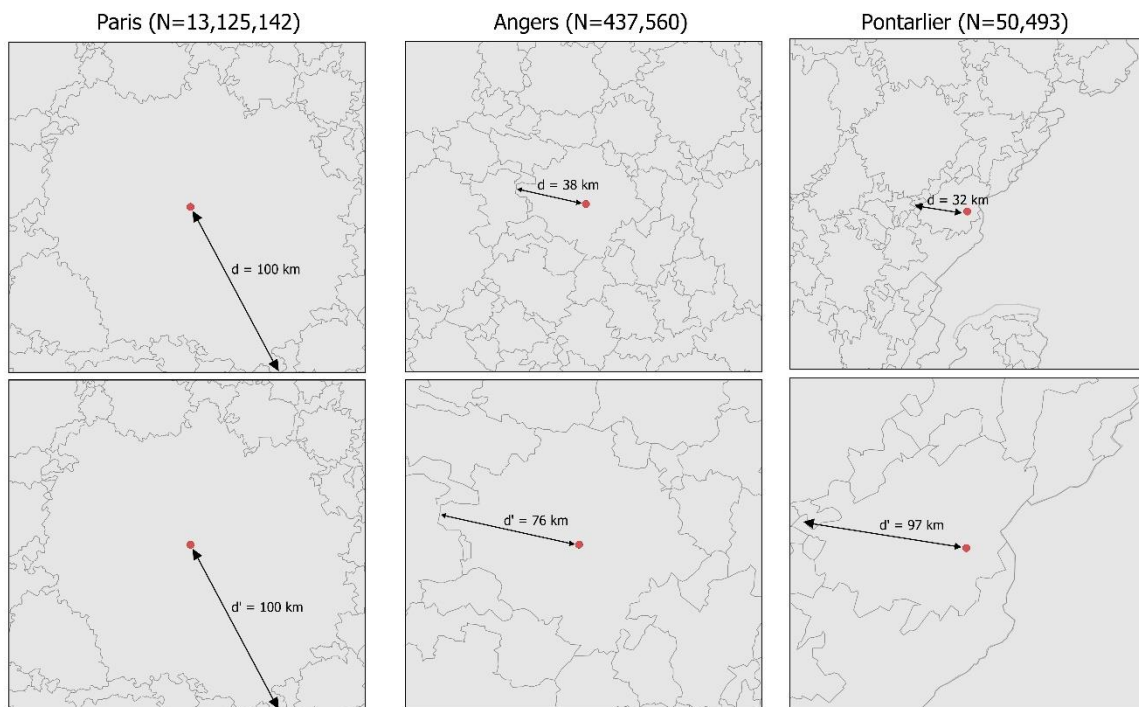 Paris (N=13,125,142)
Angers (N=437,560)
Pontarlier (N=50,493)
d = 100 km
d = 38 km
d = 32 km
d' = 100 km
d' = 76 km
d' = 97 km